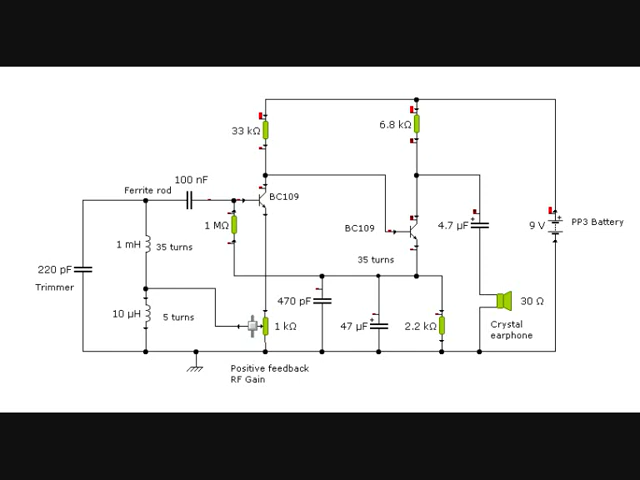 33 kΩ
6.8 kΩ
100 nF
Ferrite rod
BC109
1 MΩ
BC109
4.7 µF
9 V
PP3 Battery
1 mH
35 turns
35 turns
220 pF
Trimmer
470 pF
30 Ω
10 µH
5 turns
1 kΩ
47 µF
2.2 kΩ
Crystal
earphone
Positive feedback
RF Gain